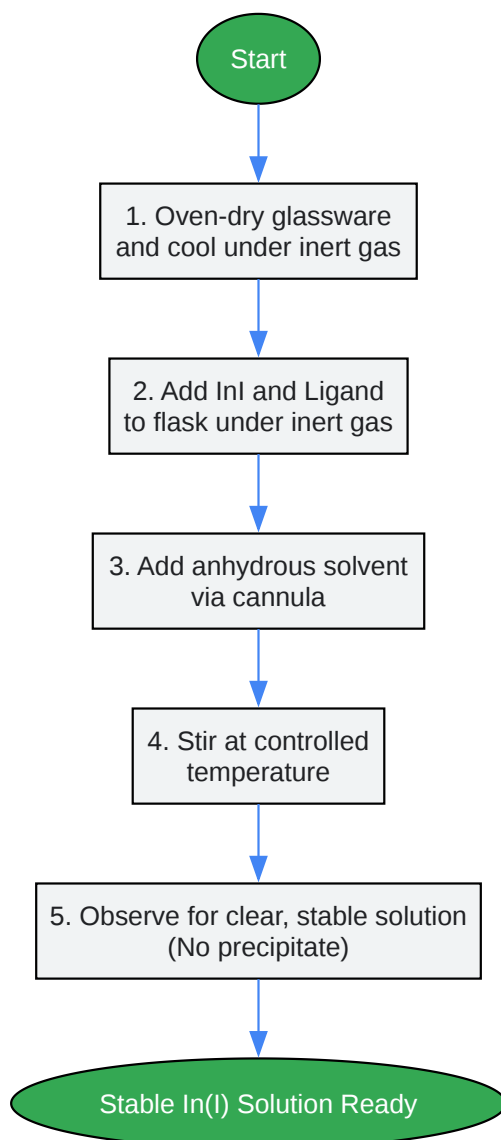 Start
1. Oven-dry glassware
and cool under inert gas
2. Add InI and Ligand
to flask under inert gas
3. Add anhydrous solvent
via cannula
4. Stir at controlled
temperature
5. Observe for clear, stable solution
(No precipitate)
Stable In(I) Solution Ready